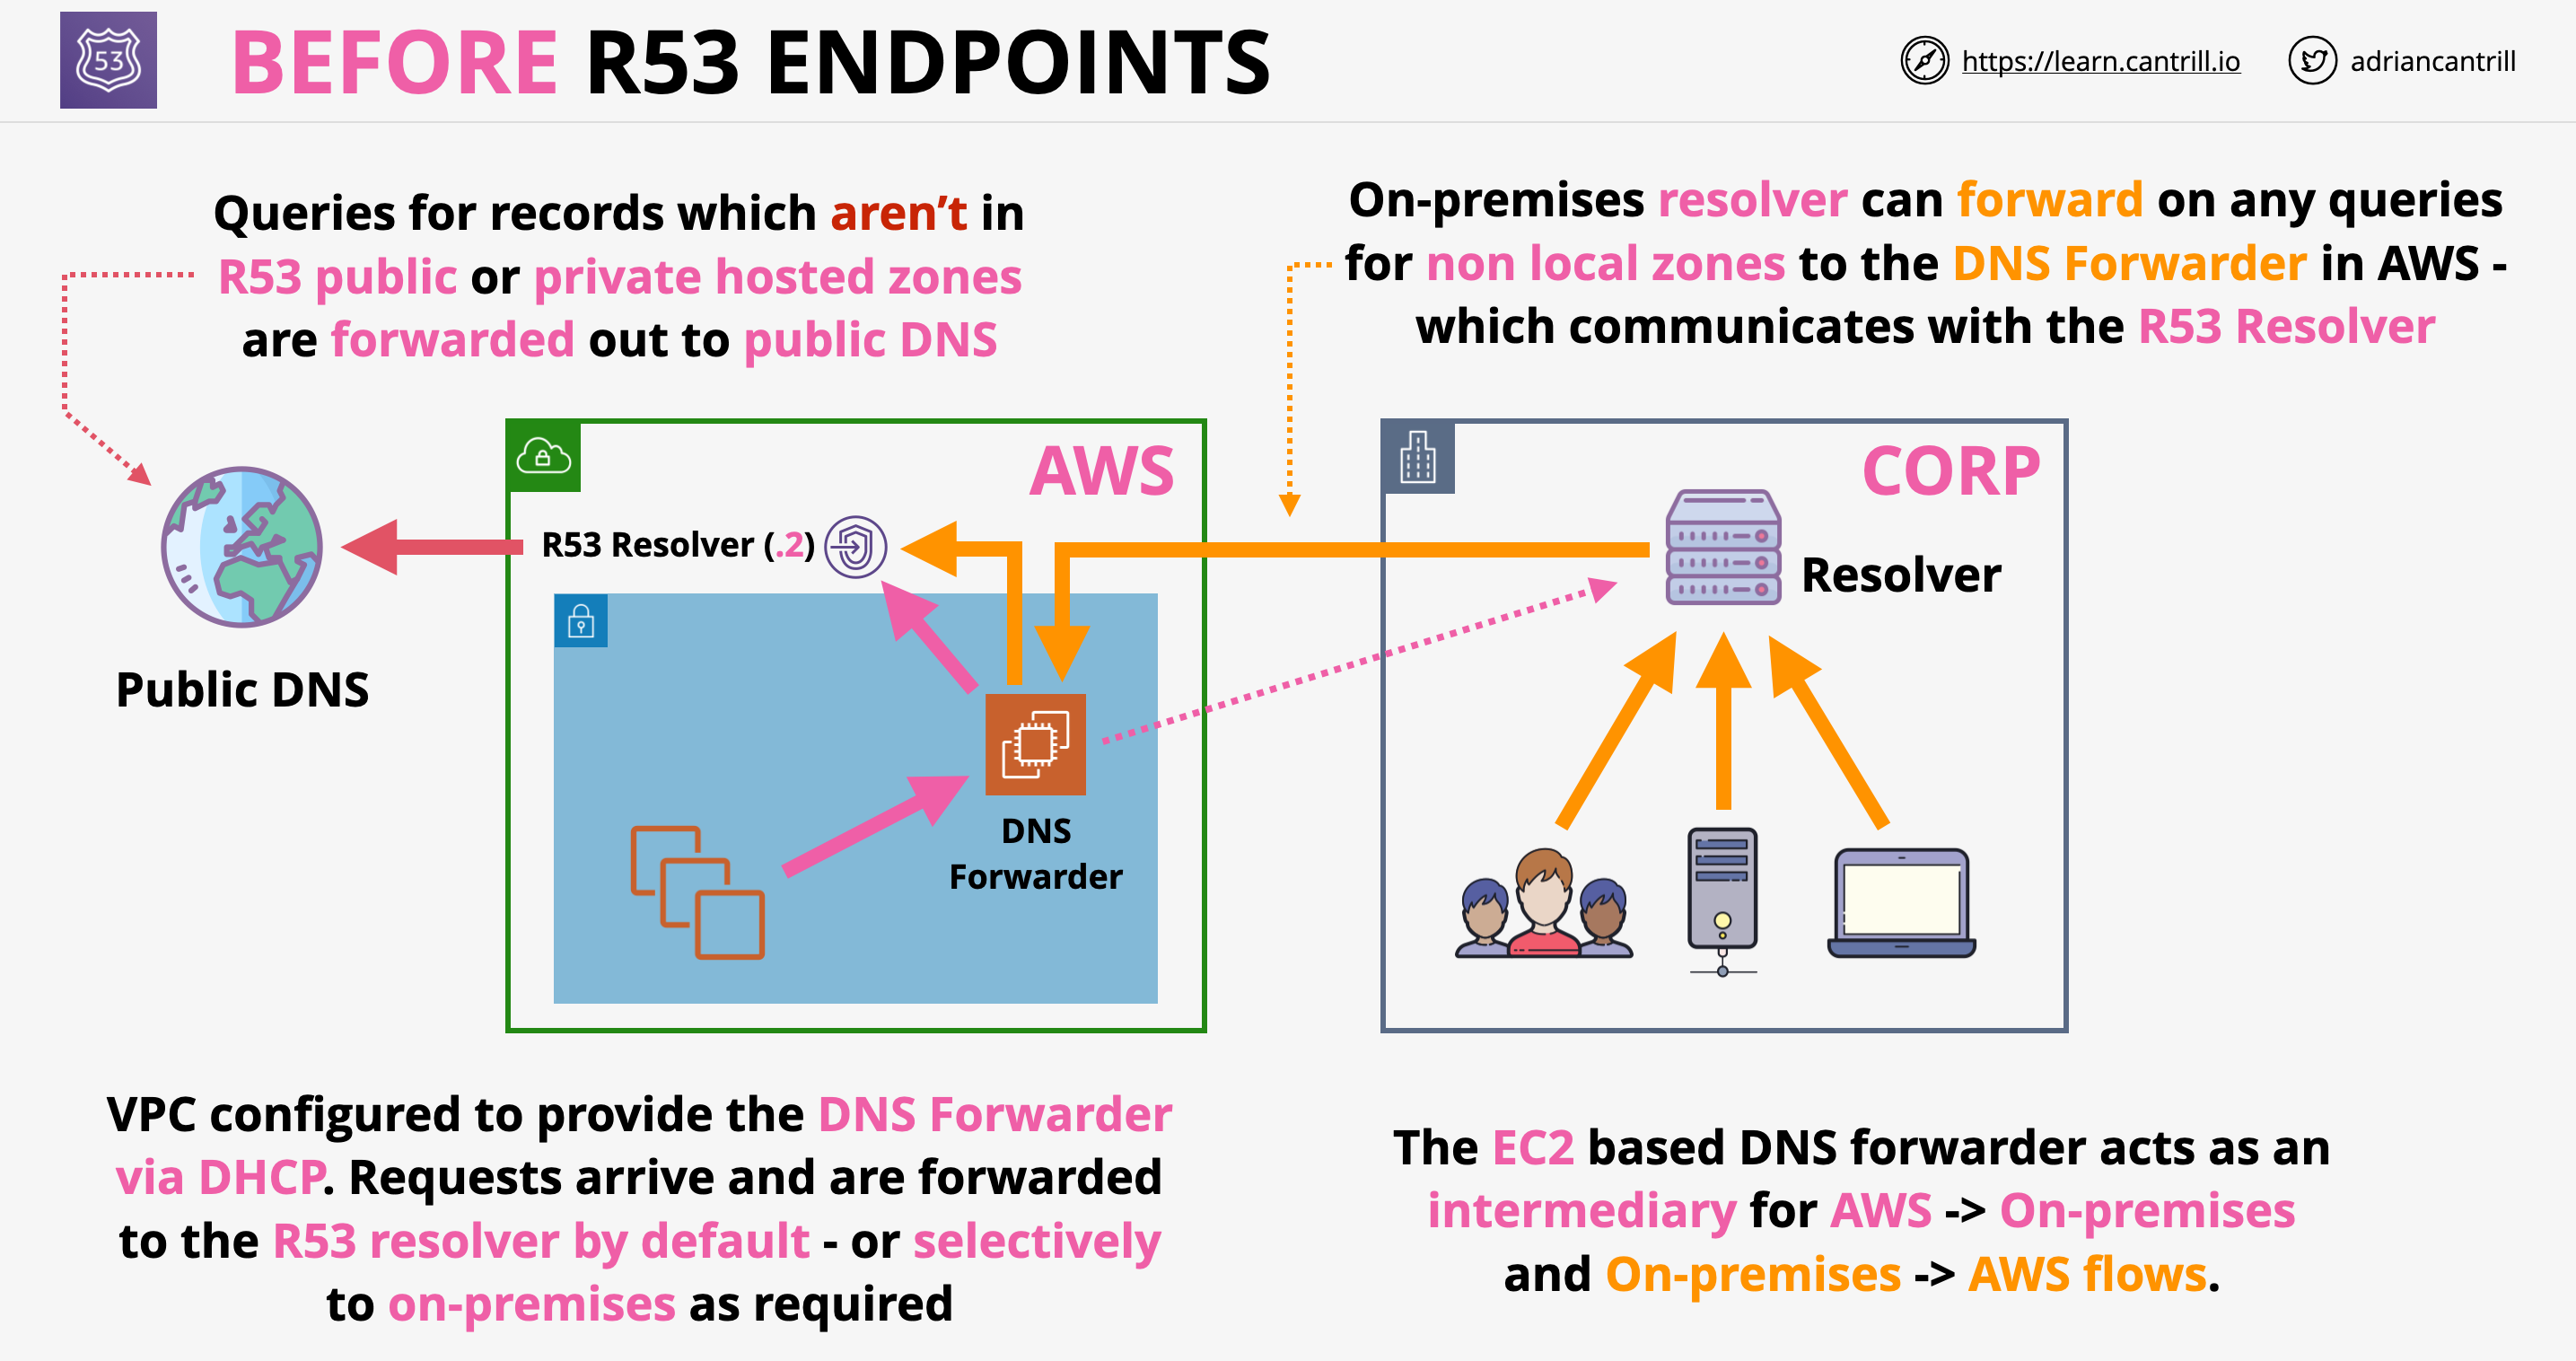 53
BEFORE R53 ENDPOINTS
https://learn.cantrill.io
adriancantrill
Queries for records which aren’t in
R53 public or private hosted zones
are forwarded out to public DNS
On-premises resolver can forward on any queries
for non local zones to the DNS Forwarder in AWS -
which communicates with the R53 Resolver
AWS
CORP
R53 Resolver (.2)
Resolver
Public DNS
DNS
Forwarder
VPC configured to provide the DNS Forwarder
via DHCP. Requests arrive and are forwarded
to the R53 resolver by default - or selectively
to on-premises as required
The EC2 based DNS forwarder acts as an
intermediary for AWS -> On-premises
and On-premises -> AWS flows.